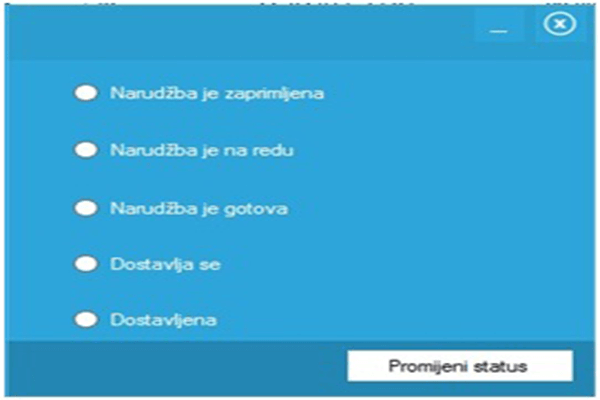 Narudžba je zaprimljena
Narudžba je na redu
Narudžba je gotova
Dostavlja se
Dostavljena
Promijeni status